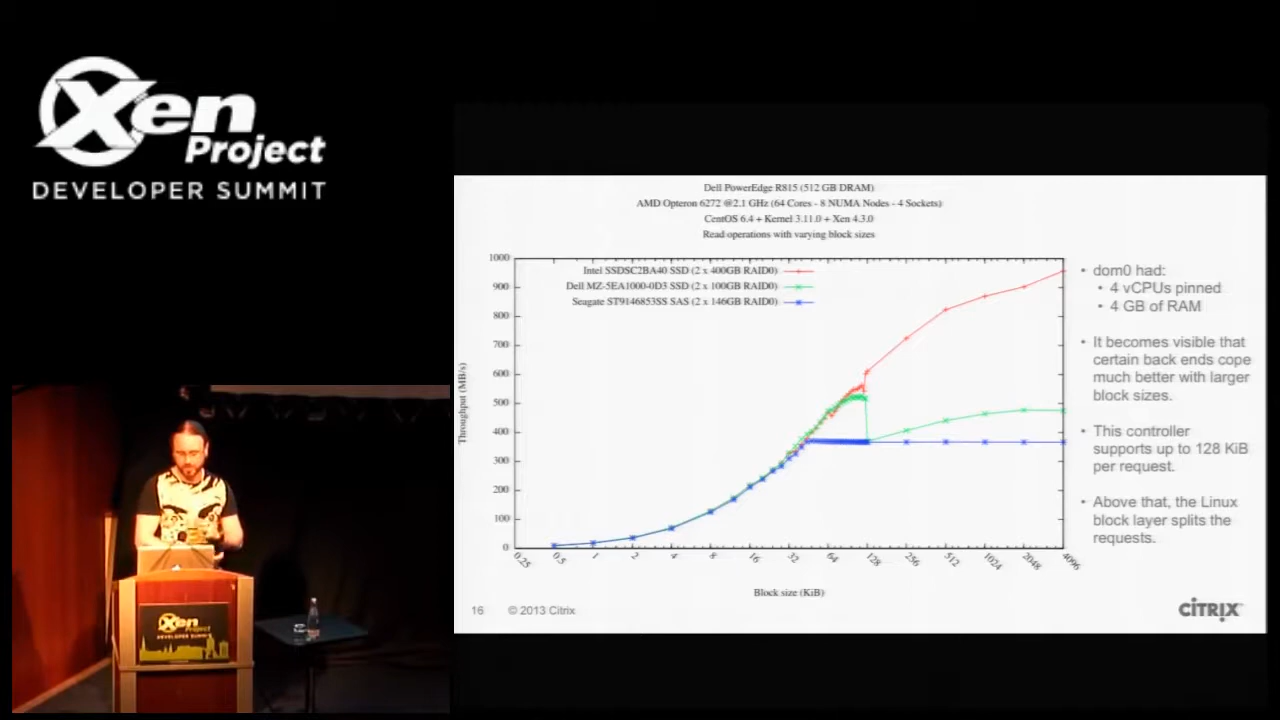 Xen
Project
DEVELOPER SUMMIT
Dell PowerEdge R815 (512 GB DRAM)
AMD Opteron 6272 @2.1 GHz (64 Cores - 8 NUMA Nodes - 4 Sockets)
CentOS 6.4 + Kernel 3.11.0 + Xen 4.3.0
Read operations with varying block sizes
Intel SSDSC2BA40 SSD (2 x 400GB RAID0)
Dell MZ-5EA1000-0D3 SSD (2 x 100GB RAID0)
Seagate ST9146853SS SAS (2 x 146GB RAID0)
Throughput (MB/s)
1000
900
800
700
600
500
400
300
200
100
0
0.25 0.5 1 2 4 8 16 32 64 128 256 512 1024 2048 4096
Block size (KiB)
• dom0 had:
• 4 vCPUs pinned
• 4 GB of RAM
• It becomes visible that
certain back ends cope
much better with larger
block sizes.
• This controller
supports up to 128 KiB
per request.
• Above that, the Linux
block layer splits the
requests.
16 © 2013 Citrix
CITRIX
Xen
Project
DEVELOPER SUMMIT